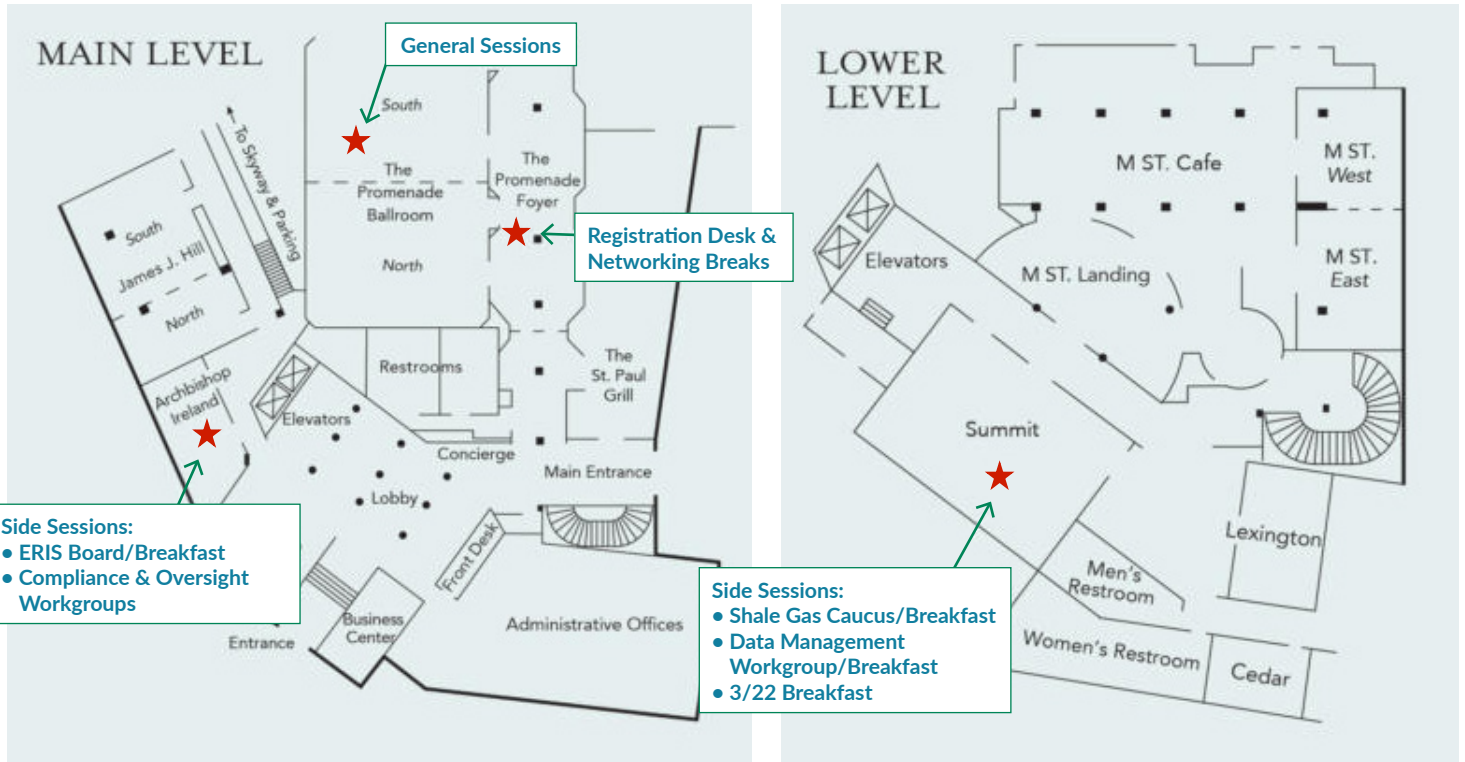 MAIN LEVEL
General Sessions
South
The
Promenade
Ballroom
North
The
Promenade
Foyer
Registration Desk &
Networking Breaks
To Skyway & Parking
South
James J. Hill
North
Archbishop
Ireland
Elevators
Restrooms
The
St. Paul
Grill
Concierge
Main Entrance
Lobby
Front Desk
Side Sessions:
• ERIS Board/Breakfast
• Compliance & Oversight
Workgroups
Entrance
Business
Center
Administrative Offices
LOWER
LEVEL
M ST. Cafe
M ST.
West
M ST.
East
M ST. Landing
Elevators
Summit
Lexington
Men's
Restroom
Women's Restroom
Cedar
Side Sessions:
• Shale Gas Caucus/Breakfast
• Data Management
Workgroup/Breakfast
• 3/22 Breakfast